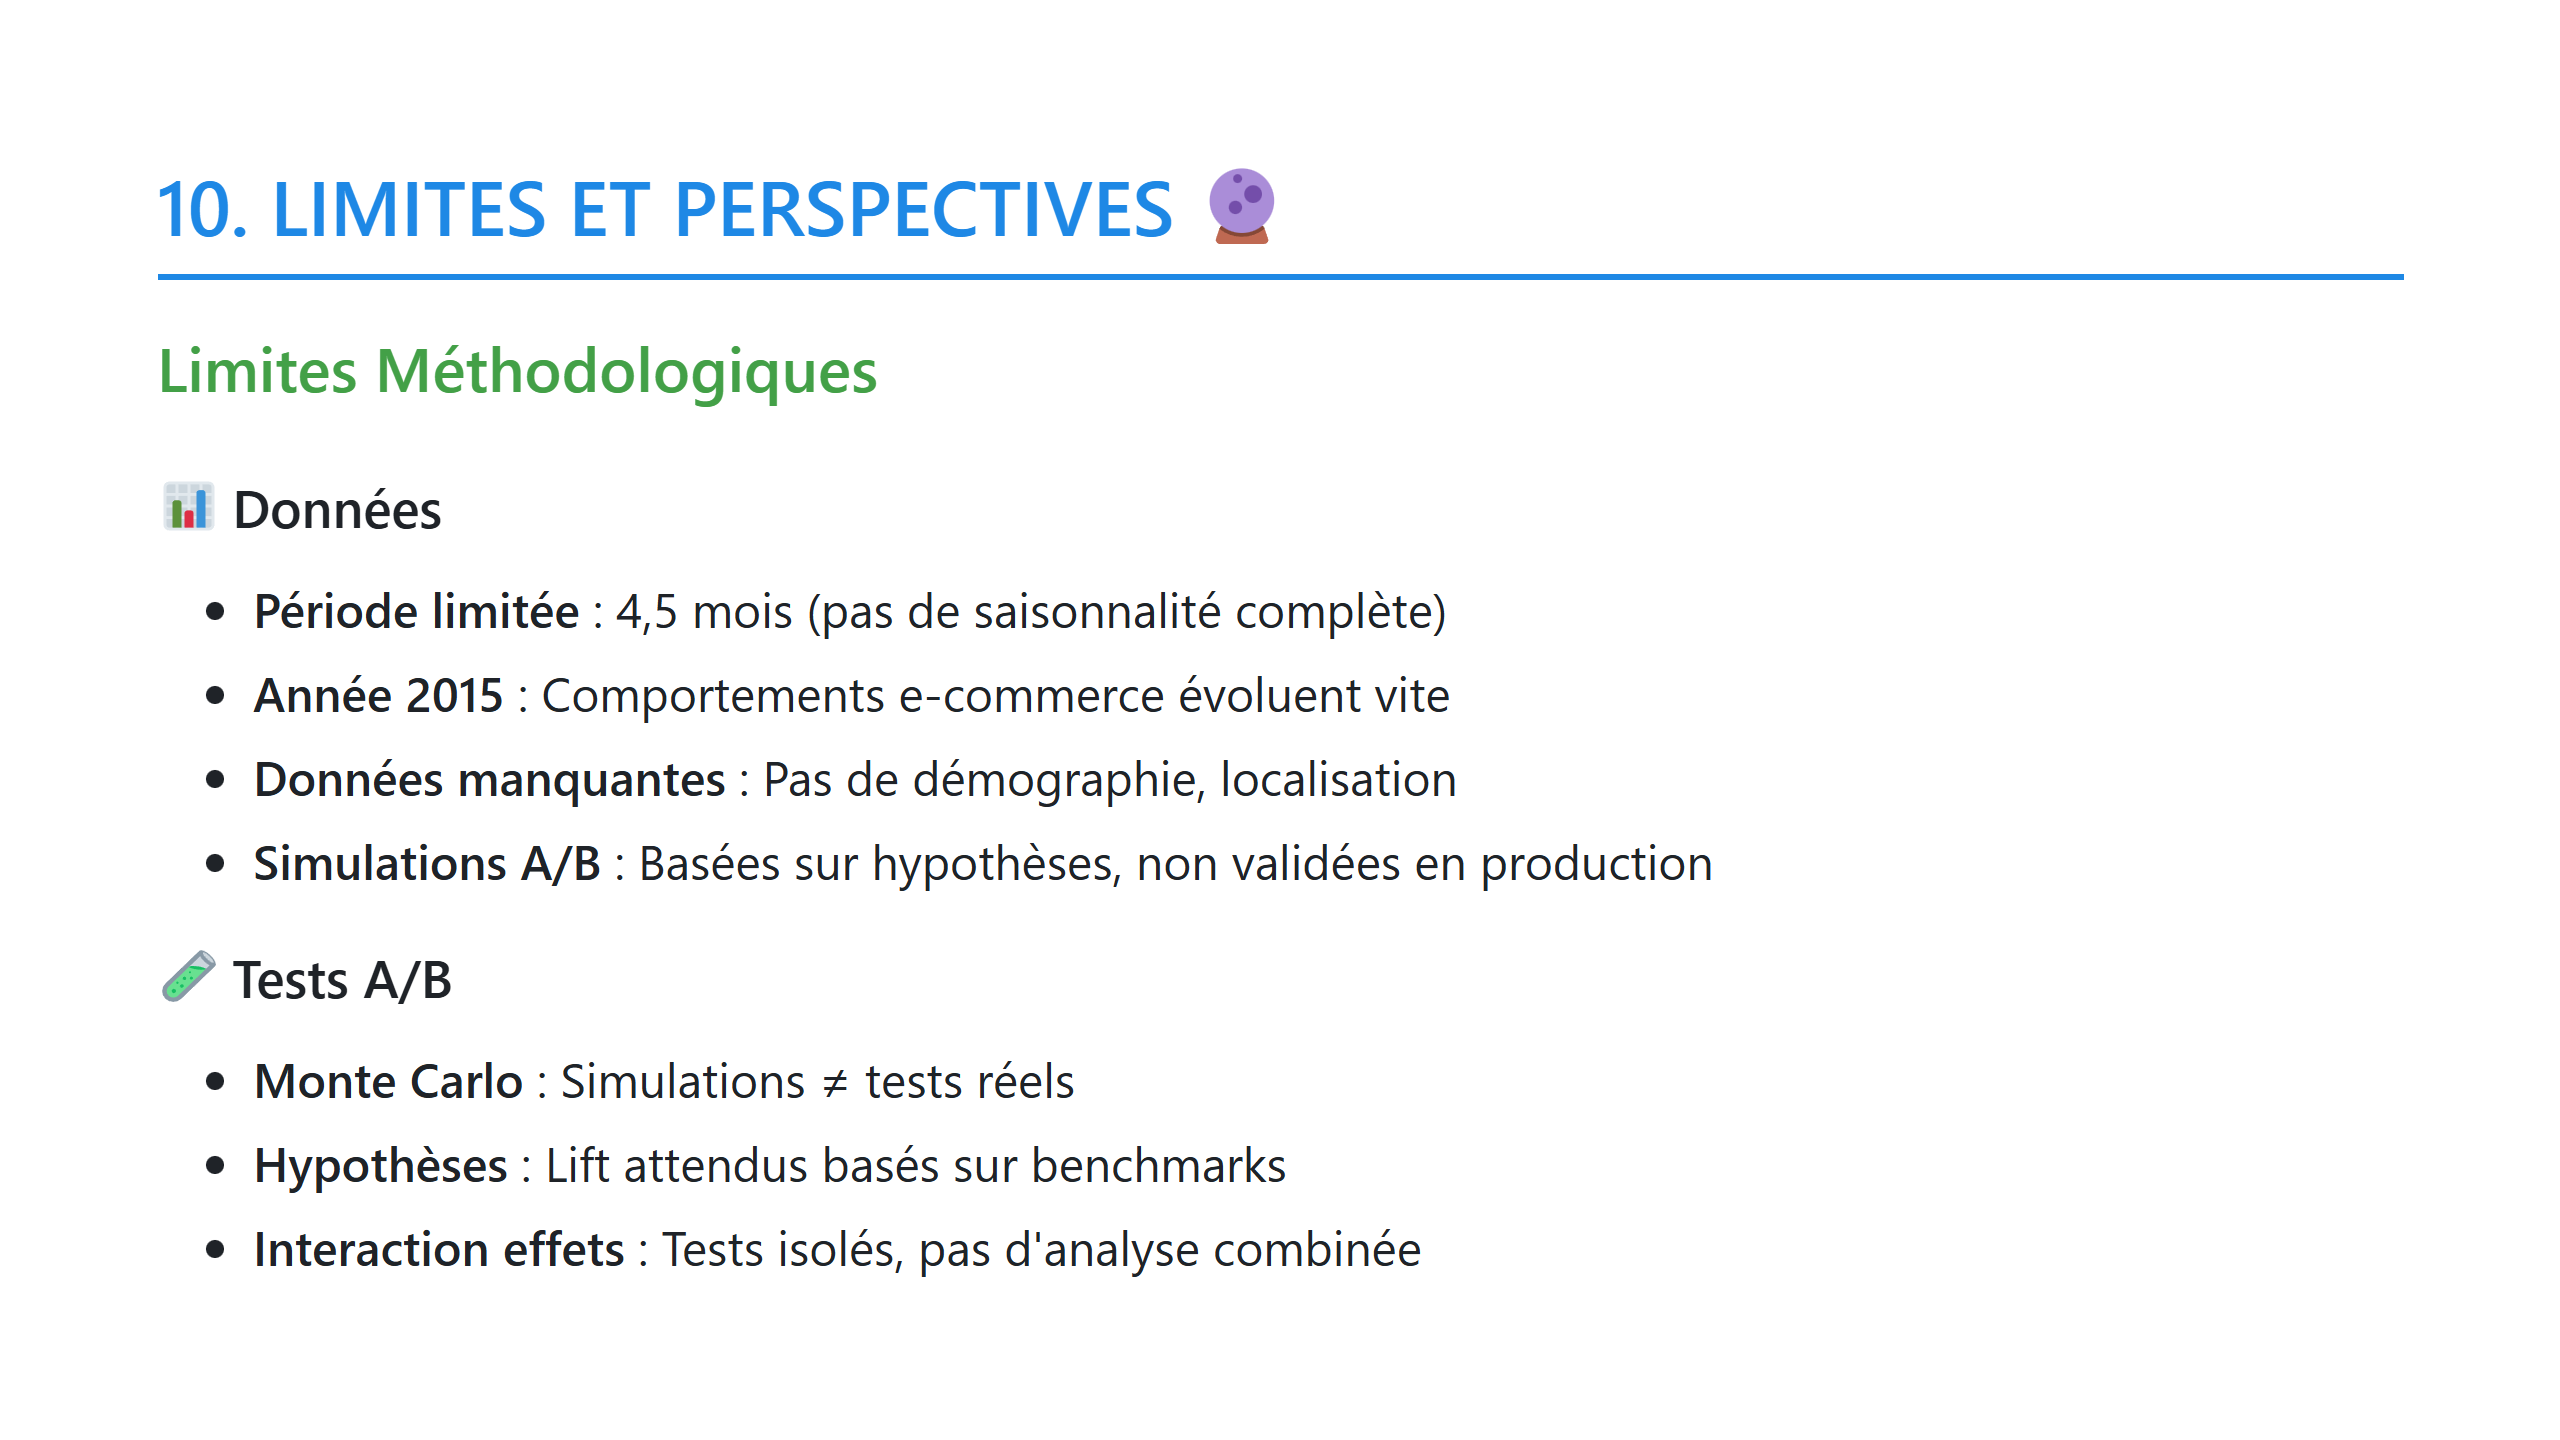 10. LIMITES ET PERSPECTIVES
Limites Méthodologiques
Données
Période limitée : 4,5 mois (pas de saisonnalité complète)
Année 2015 : Comportements e-commerce évoluent vite
Données manquantes : Pas de démographie, localisation
Simulations A/B : Basées sur hypothèses, non validées en production
Tests A/B
Monte Carlo : Simulations ≠ tests réels
Hypothèses : Lift attendus basés sur benchmarks
Interaction effets : Tests isolés, pas d'analyse combinée